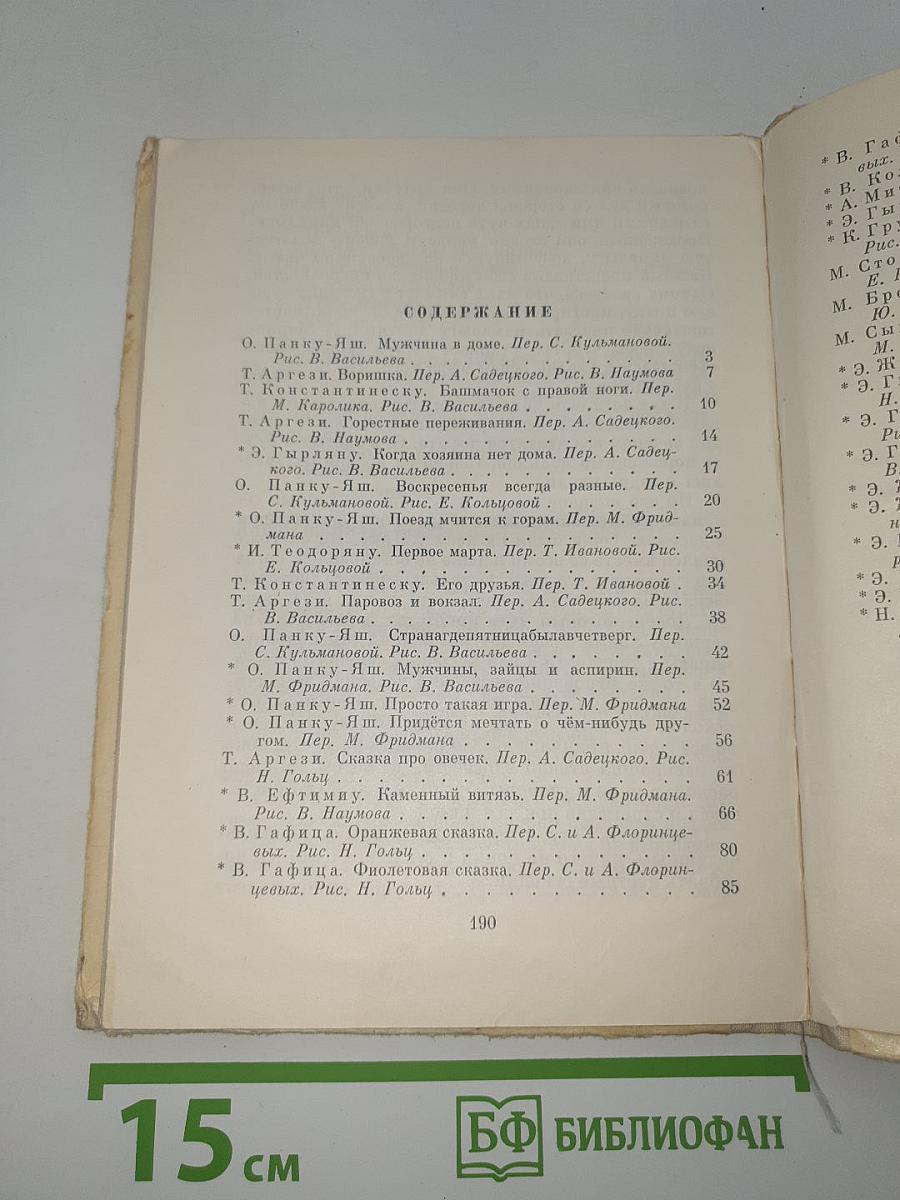 СОДЕРЖАНИЕ
О. Панку-Яш. Мужчина в доме. Пер. С. Кульмановой.
Рис. В. Васильева . . . . . . . . . . . . . . . 3
Т. Аргези. Воришка. Пер. А. Садецкого. Рис. В. Наумова 7
Т. Константинеску. Башмачок с правой ноги. Пер.
М. Каролика. Рис. В. Васильева . . . . . . . . 10
Т. Аргези. Горестные переживания. Пер. А. Садецкого.
Рис. В. Наумова . . . . . . . . . . . . . . . 14
* Э. Гырляну. Когда хозяина нет дома. Пер. А. Садец-
кого. Рис. В. Васильева . . . . . . . . . . . . 17
О. Панку-Яш. Воскресенья всегда разные. Пер.
С. Кульмановой. Рис. Е. Кольцовой . . . . . . . 20
* О. Панку-Яш. Поезд мчится к горам. Пер. М. Фрид-
мана . . . . . . . . . . . . . . . . . . 25
* И. Теодоряну. Первое марта. Пер. Т. Ивановой. Рис.
Е. Кольцовой . . . . . . . . . . . . . . . . 30
Т. Константинеску. Его друзья. Пер. Т. Ивановой . 34
Т. Аргези. Паровоз и вокзал. Пер. А. Садецкого. Рис.
В. Васильева . . . . . . . . . . . . . . . . 38
О. Панку-Яш. Странагдепятницабылавчетверг. Пер.
С. Кульмановой. Рис. В. Васильева . . . . . . . 42
* О. Панку-Яш. Мужчины, зайцы и аспирин. Пер.
М. Фридмана. Рис. В. Васильева . . . . . . . . 45
* О. Панку-Яш. Просто такая игра. Пер. М. Фридмана 52
* О. Панку-Яш. Придётся мечтать о чём-нибудь дру-
гом. Пер. М. Фридмана . . . . . . . . . . . . 56
Т. Аргези. Сказка про овечек. Пер. А. Садецкого. Рис.
Н. Гольц . . . . . . . . . . . . . . . . . . 61
* В. Ефтимиу. Каменный витязь. Пер. М. Фридмана.
Рис. В. Наумова . . . . . . . . . . . . . . . 66
* В. Гафица. Оранжевая сказка. Пер. С. и А. Флоринце-
вых. Рис. Н. Гольц . . . . . . . . . . . . . . 80
* В. Гафица. Фиолетовая сказка. Пер. С. и А. Флорин-
цевых. Рис. Н. Гольц . . . . . . . . . . . . . 85
190
* В.
вых.
* В.
* А.
* Э.
* К.
Рис.
М.
Е.
М.
Ю.
М.
М.
* Э.
* Э.
Н.
* Э.
* Э.
В.
* Э.
* Э.
* Э.
* Э.
* Э.
* Н.
15 см
БФ БИБЛИОФАН